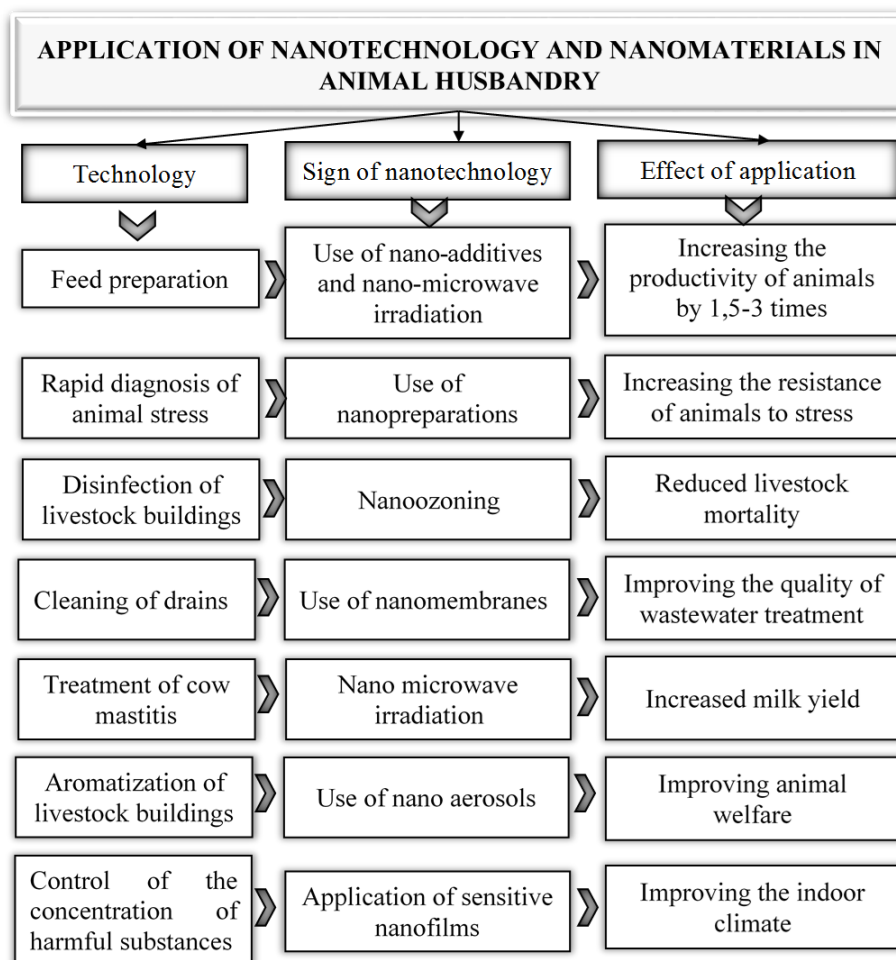 APPLICATION OF NANOTECHNOLOGY AND NANOMATERIALS IN
ANIMAL HUSBANDRY
Technology
Sign of nanotechnology
Effect of application
Feed preparation
Use of nano-additives
and nano-microwave
irradiation
Increasing the
productivity of animals
by 1,5-3 times
Rapid diagnosis of
animal stress
Use of
nanopreparations
Increasing the resistance
of animals to stress
Disinfection of
livestock buildings
Nanoozoning
Reduced livestock
mortality
Cleaning of drains
Use of nanomembranes
Improving the quality of
wastewater treatment
Treatment of cow
mastitis
Nano microwave
irradiation
Increased milk yield
Aromatization of
livestock buildings
Use of nano aerosols
Improving animal
welfare
Control of the
concentration of
harmful substances
Application of sensitive
nanofilms
Improving the indoor
climate